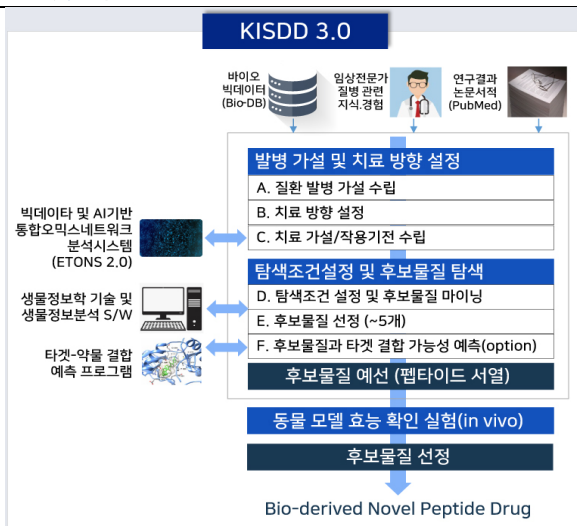 KISDD 3.0
바이오
빅데이터
(Bio-DB)
임상전문가
질병 관련
지식.경험
연구결과
논문서적
(PubMed)
발병 가설 및 치료 방향 설정
A. 질환 발병 가설 수립
B. 치료 방향 설정
C. 치료 가설/작용기전 수립
빅데이타 및 AI기반
통합오믹스네트워크
분석시스템
(ETONS 2.0)
탐색조건설정 및 후보물질 탐색
D. 탐색조건 설정 및 후보물질 마이닝
E. 후보물질 선정 (~5개)
F. 후보물질과 타겟 결합 가능성 예측(option)
생물정보학 기술 및
생물정보분석 S/W
타겟-약물 결합
예측 프로그램
후보물질 예선 (펩타이드 서열)
동물 모델 효능 확인 실험(in vivo)
후보물질 선정
Bio-derived Novel Peptide Drug